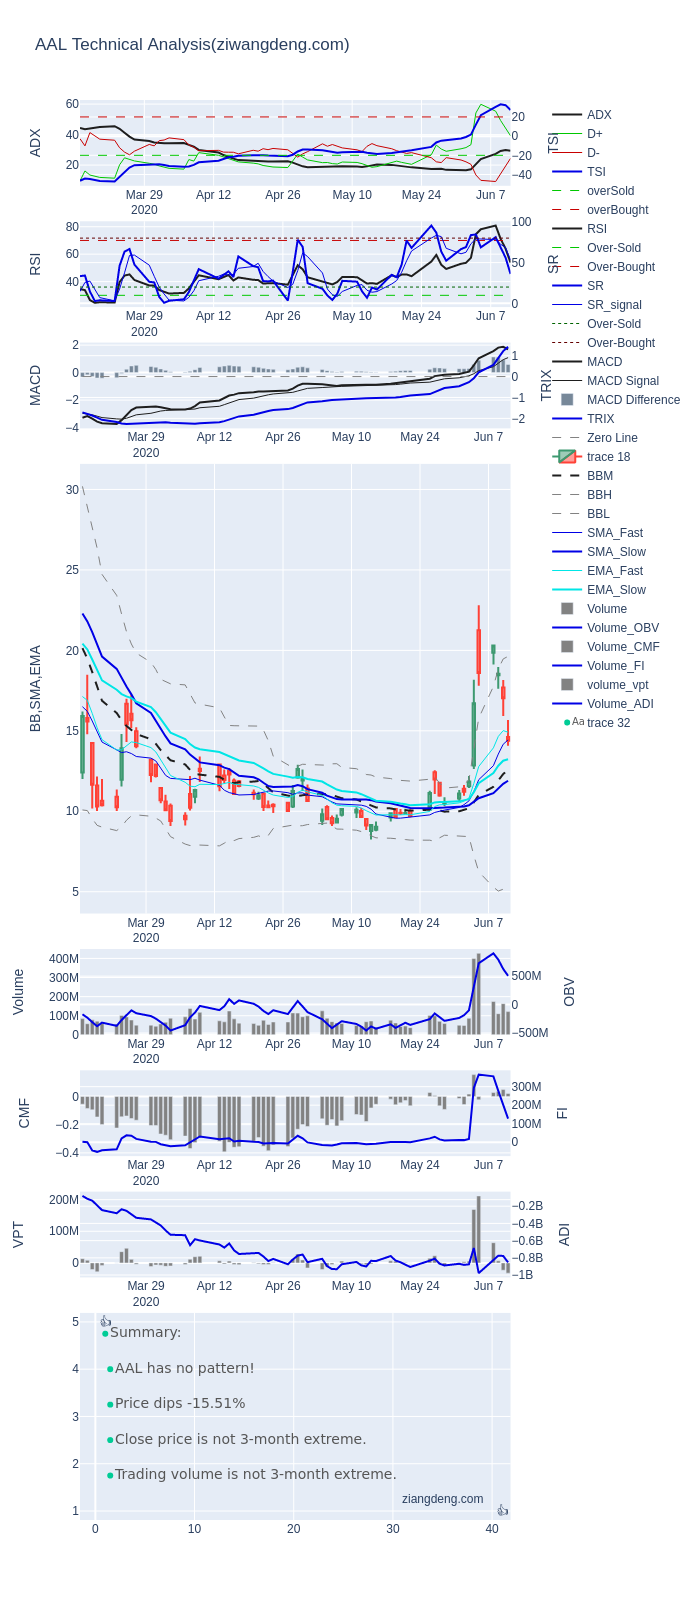 AAL Technical Analysis(ziwangdeng.com)
ADX
60
40
20
20
0
−20
−40
TSI
Mar 29
2020
Apr 12
Apr 26
May 10
May 24
Jun 7
RSI
80
60
40
100
50
0
SR
Mar 29
2020
Apr 12
Apr 26
May 10
May 24
Jun 7
MACD
2
0
−2
−4
1
0
−1
−2
TRIX
Mar 29
2020
Apr 12
Apr 26
May 10
May 24
Jun 7
BB,SMA,EMA
30
25
20
15
10
5
Mar 29
2020
Apr 12
Apr 26
May 10
May 24
Jun 7
Volume
400M
300M
200M
100M
0
500M
0
−500M
OBV
Mar 29
2020
Apr 12
Apr 26
May 10
May 24
Jun 7
CMF
0
−0.2
−0.4
300M
200M
100M
0
FI
Mar 29
2020
Apr 12
Apr 26
May 10
May 24
Jun 7
VPT
200M
100M
0
−0.2B
−0.4B
−0.6B
−0.8B
−1B
ADI
Mar 29
2020
Apr 12
Apr 26
May 10
May 24
Jun 7
5
4
3
2
1
Summary:
AAL has no pattern!
Price dips -15.51%
Close price is not 3-month extreme.
Trading volume is not 3-month extreme.
ziangdeng.com
0
10
20
30
40
ADX
D+
D-
TSI
overSold
overBought
RSI
Over-Sold
Over-Bought
SR
SR_signal
Over-Sold
Over-Bought
MACD
MACD Signal
MACD Difference
TRIX
Zero Line
trace 18
BBM
BBH
BBL
SMA_Fast
SMA_Slow
EMA_Fast
EMA_Slow
Volume
Volume_OBV
Volume_CMF
Volume_FI
volume_vpt
Volume_ADI
Aa trace 32